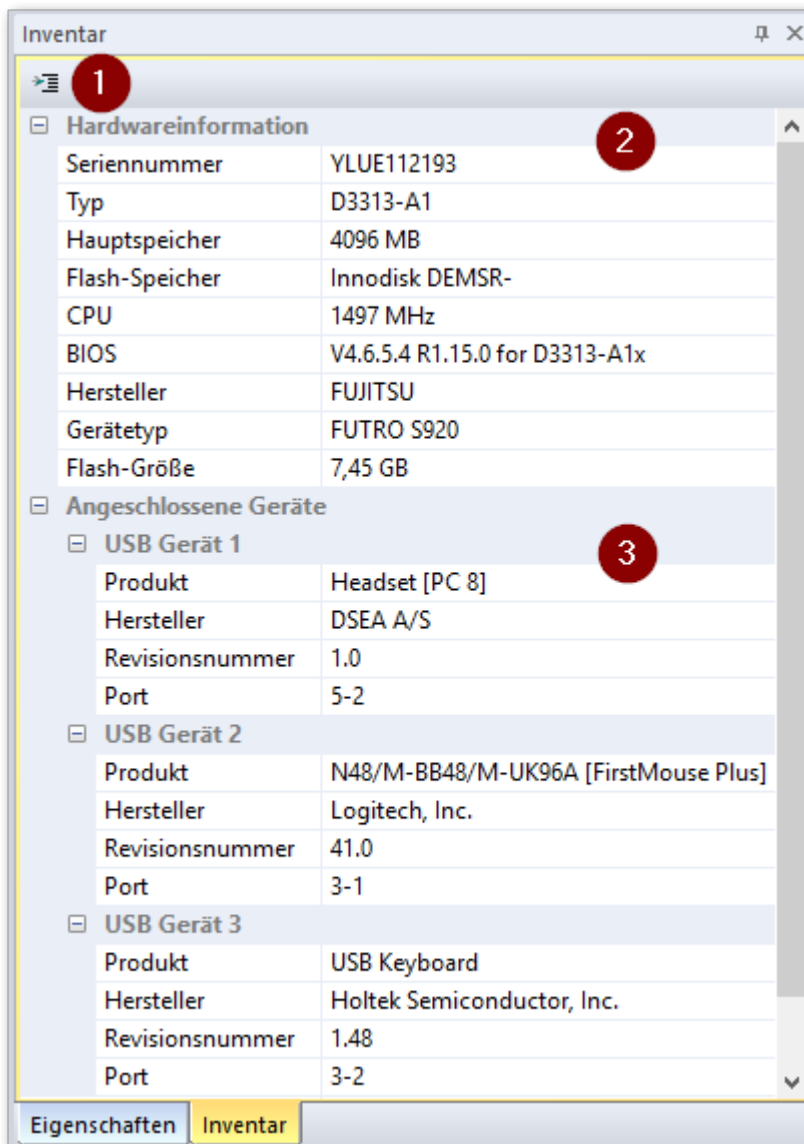 Inventar
1
Hardwareinformation
2
Seriennummer YLUE112193
Typ D3313-A1
Hauptspeicher 4096 MB
Flash-Speicher Innodisk DEMSR-
CPU 1497 MHz
BIOS V4.6.5.4 R1.15.0 for D3313-A1x
Hersteller FUJITSU
Gerätetyp FUTRO S920
Flash-Größe 7,45 GB
Angeschlossene Geräte
USB Gerät 1
3
Produkt Headset [PC 8]
Hersteller DSEA A/S
Revisionsnummer 1.0
Port 5-2
USB Gerät 2
Produkt N48/M-BB48/M-UK96A [FirstMouse Plus]
Hersteller Logitech, Inc.
Revisionsnummer 41.0
Port 3-1
USB Gerät 3
Produkt USB Keyboard
Hersteller Holtek Semiconductor, Inc.
Revisionsnummer 1.48
Port 3-2
Eigenschaften Inventar